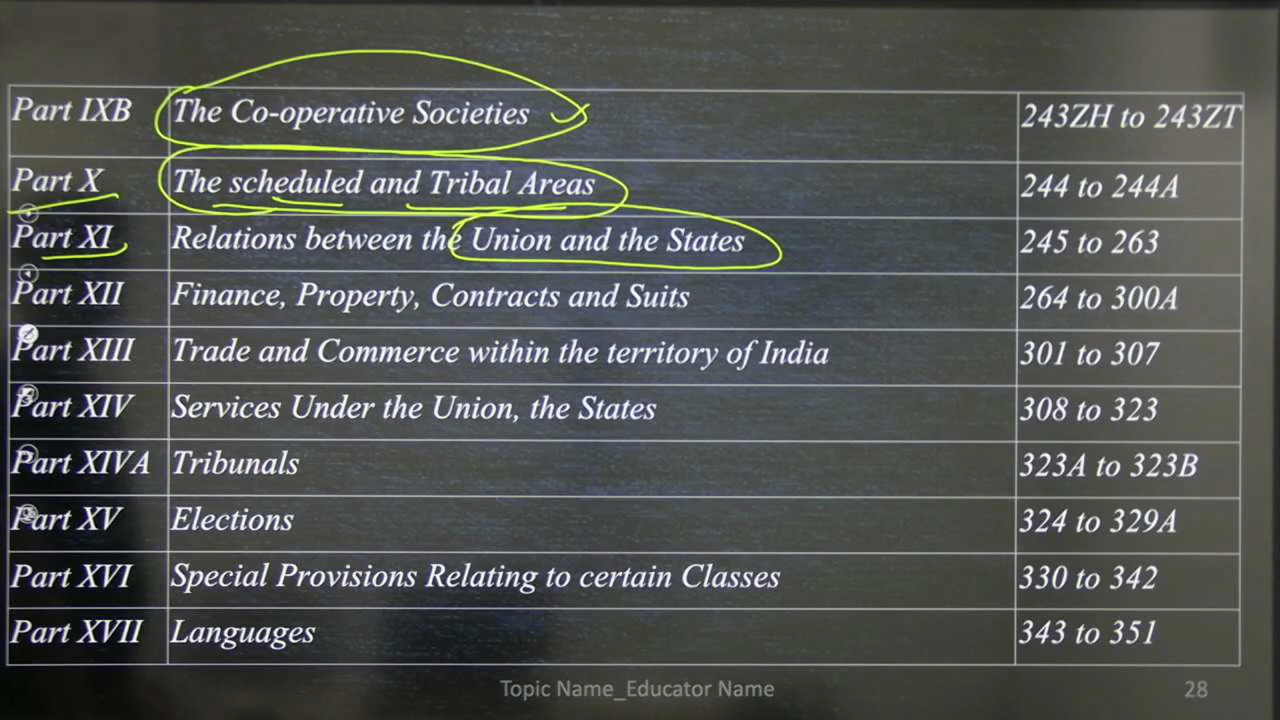 Part IXB The Co-operative Societies 243ZH to 243ZT
Part X The scheduled and Tribal Areas 244 to 244A
Part XI Relations between the Union and the States 245 to 263
Part XII Finance, Property, Contracts and Suits 264 to 300A
Part XIII Trade and Commerce within the territory of India 301 to 307
Part XIV Services Under the Union, the States 308 to 323
Part XIVA Tribunals 323A to 323B
Part XV Elections 324 to 329A
Part XVI Special Provisions Relating to certain Classes 330 to 342
Part XVII Languages 343 to 351
Topic Name_Educator Name 28